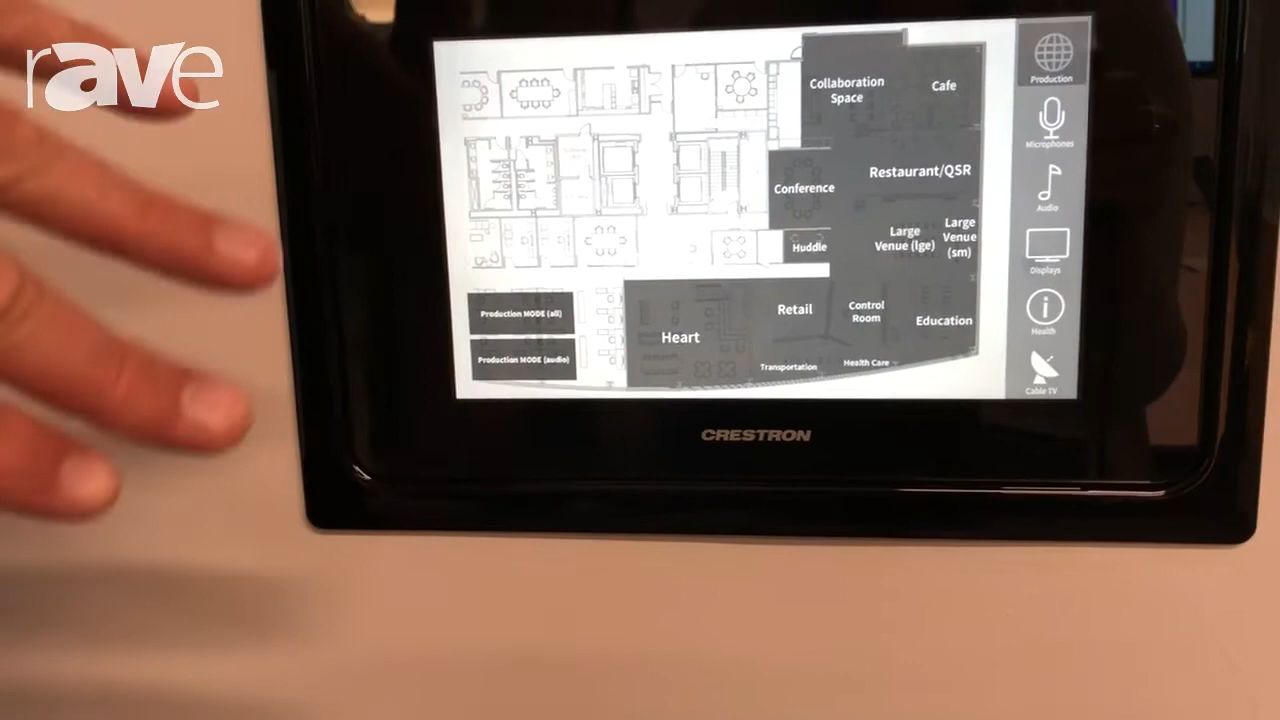 rAVe
Collaboration
Space
Cafe
Production
Microphones
Restaurant/QSR
Conference
Audio
Large
Venue (lge)
Large
Venue
(sm)
Huddle
Displays
Production MODE (all)
Retail
Control
Room
Education
Health
Heart
Production MODE (audio)
Transportation
Health Care
Cable TV
CRESTRON